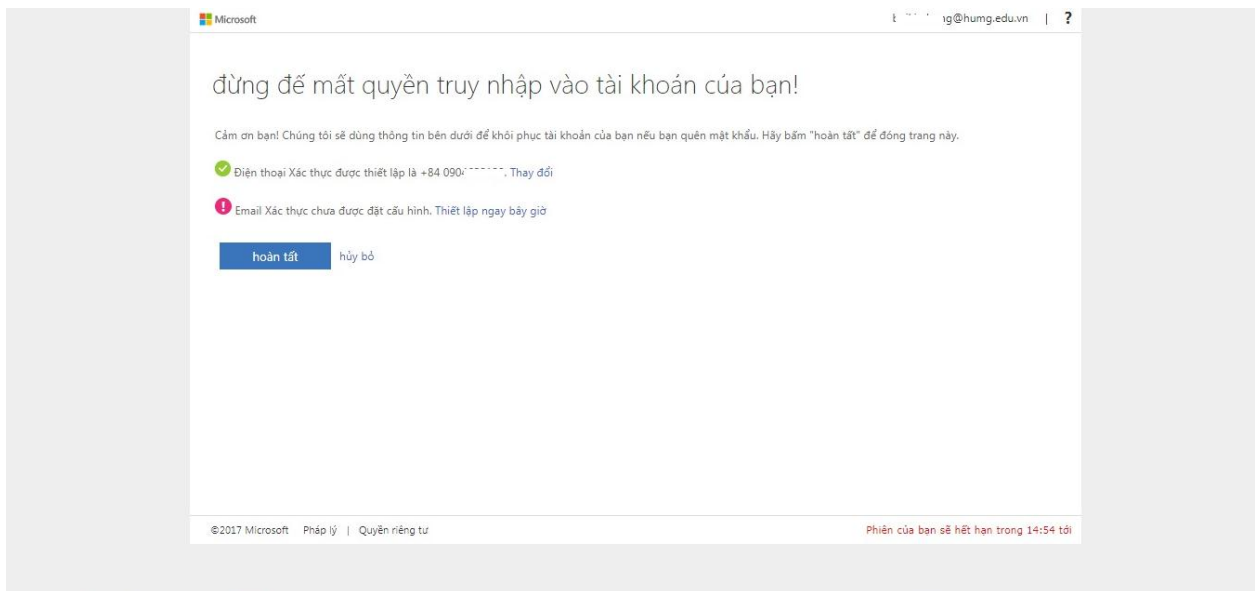 Microsoft
g@humg.edu.vn | ?
đừng đế mất quyền truy nhập vào tài khoán cúa bạn!
Cảm ơn bạn! Chúng tôi sẽ dùng thông tin bên dưới để khôi phục tài khoản của bạn nếu bạn quên mật khẩu. Hãy bấm "hoàn tất" để đóng trang này.
Điện thoại Xác thực được thiết lập là +84 090. Thay đổi
Email Xác thực chưa được đặt cấu hình. Thiết lập ngay bây giờ
hoàn tất hủy bỏ
©2017 Microsoft Pháp lý | Quyền riêng tư
Phiên của bạn sẽ hết hạn trong 14:54 tới